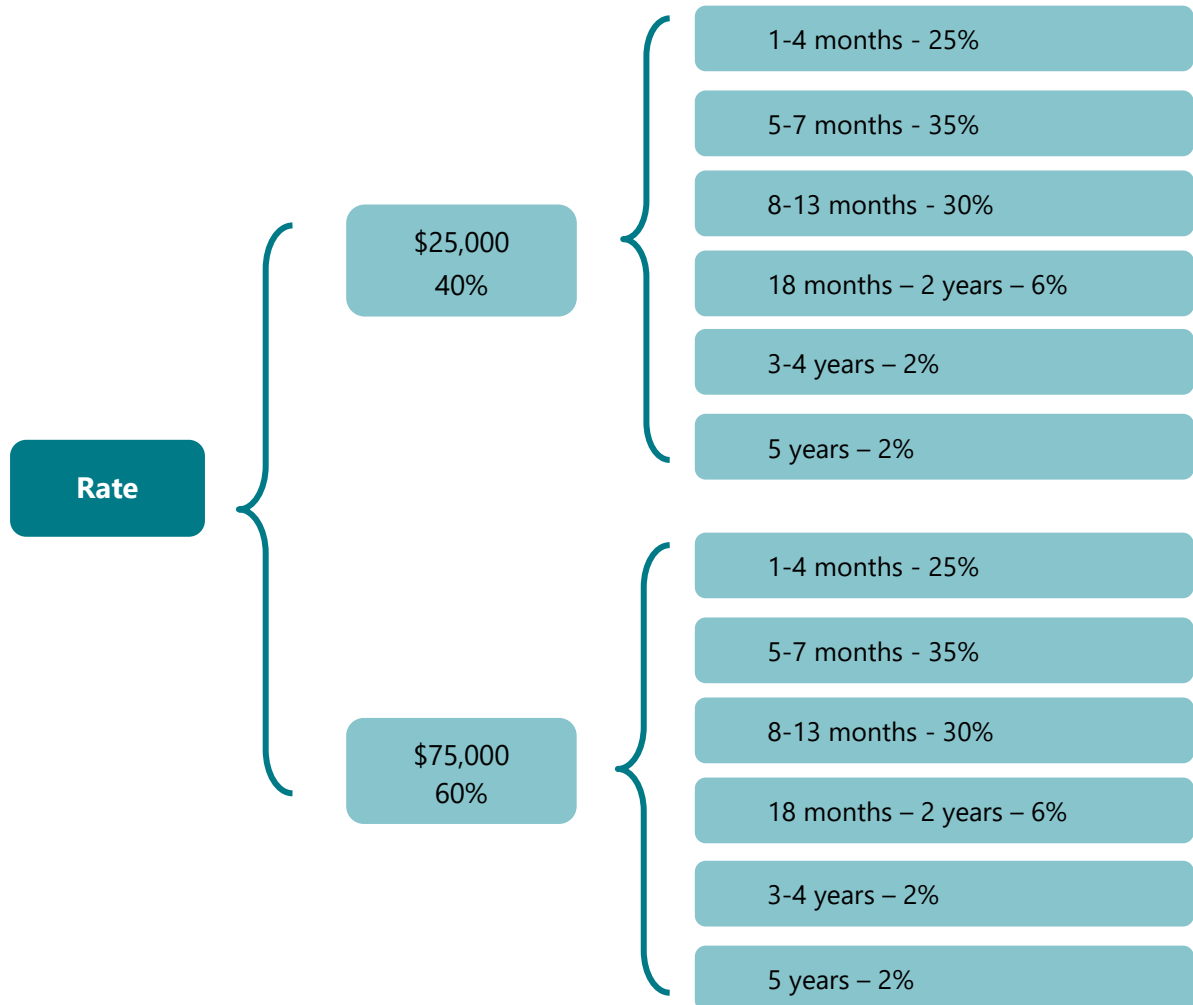 Rate
$25,000
40%
1-4 months - 25%
5-7 months - 35%
8-13 months - 30%
18 months – 2 years – 6%
3-4 years – 2%
5 years – 2%
$75,000
60%
1-4 months - 25%
5-7 months - 35%
8-13 months - 30%
18 months – 2 years – 6%
3-4 years – 2%
5 years – 2%